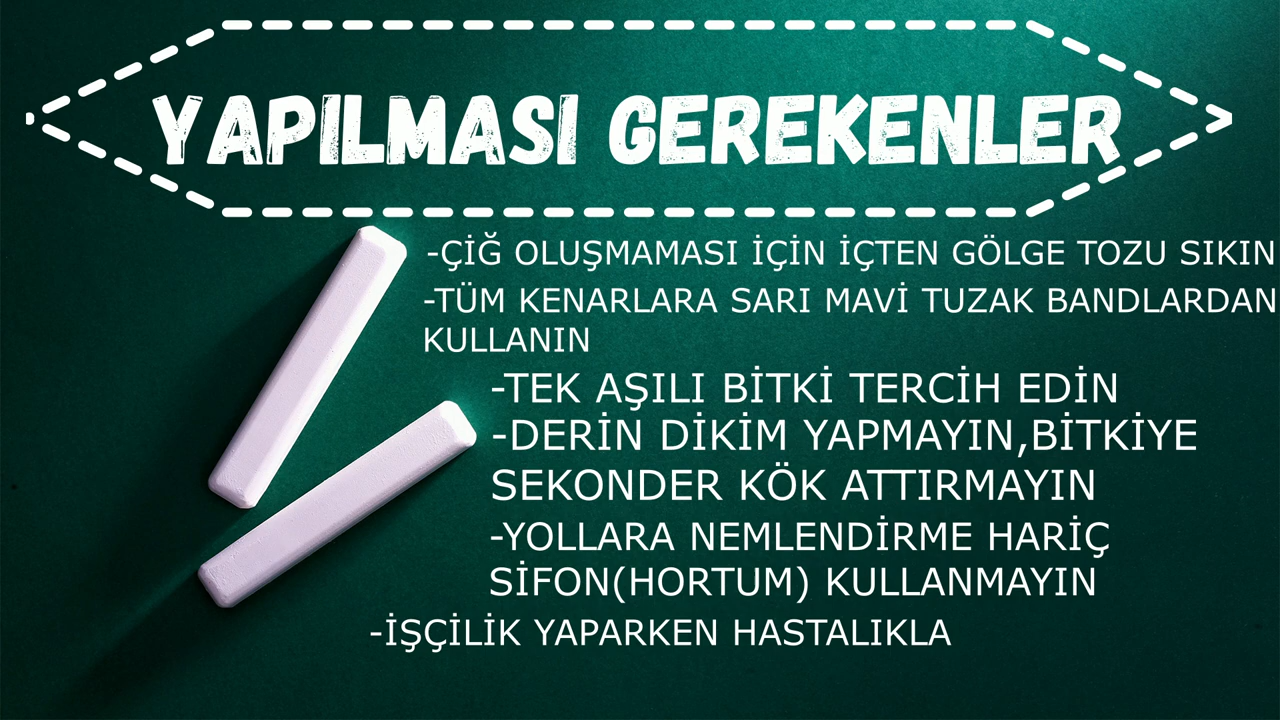 YAPILMASI GEREKENLER
-ÇİĞ OLUŞMAMASI İÇİN İÇTEN GÖLGE TOZU SIKIN
-TÜM KENARLARA SARI MAVİ TUZAK BANDLARDAN
KULLANIN
-TEK AŞILI BİTKİ TERCİH EDİN
-DERİN DİKİM YAPMAYIN,BİTKİYE
SEKONDER KÖK ATTIRMAYIN
-YOLLARA NEMLENDİRME HARİÇ
SİFON(HORTUM) KULLANMAYIN
-İŞÇİLİK YAPARKEN HASTALIKLA